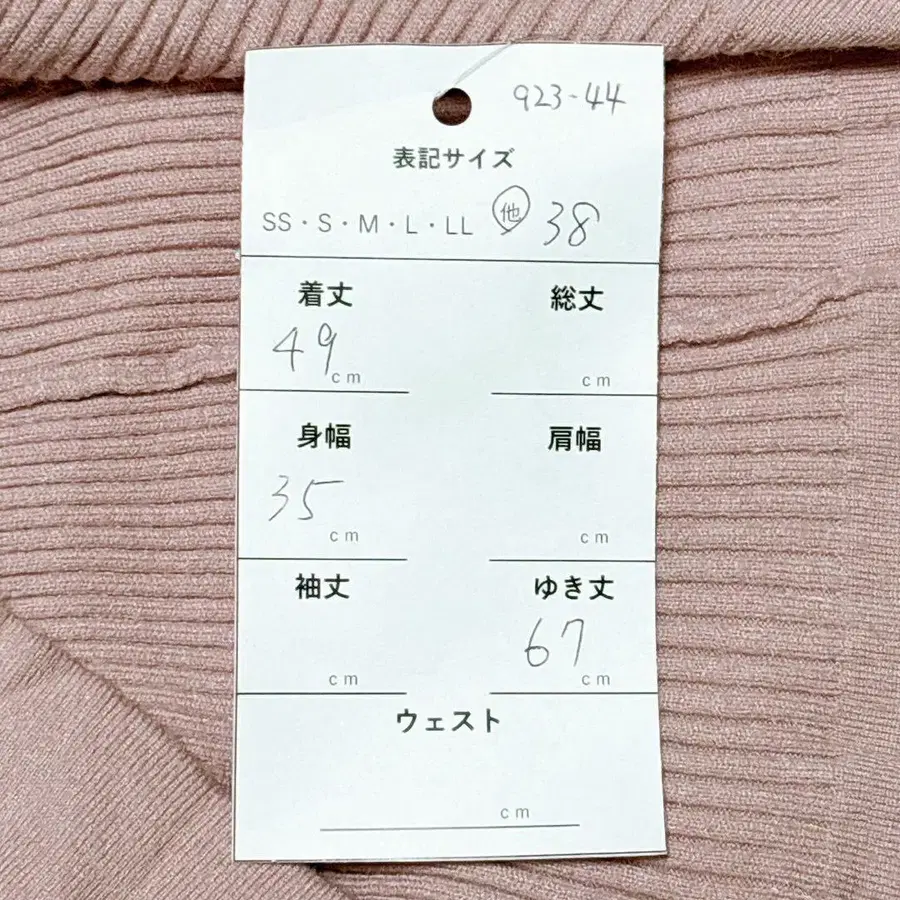 923-44
表記サイズ
SS・S・M・L・LL 他 38
着丈 総丈
49 cm cm
身幅 肩幅
35 cm cm
袖丈 ゆき丈
cm 67 cm
ウェスト
cm